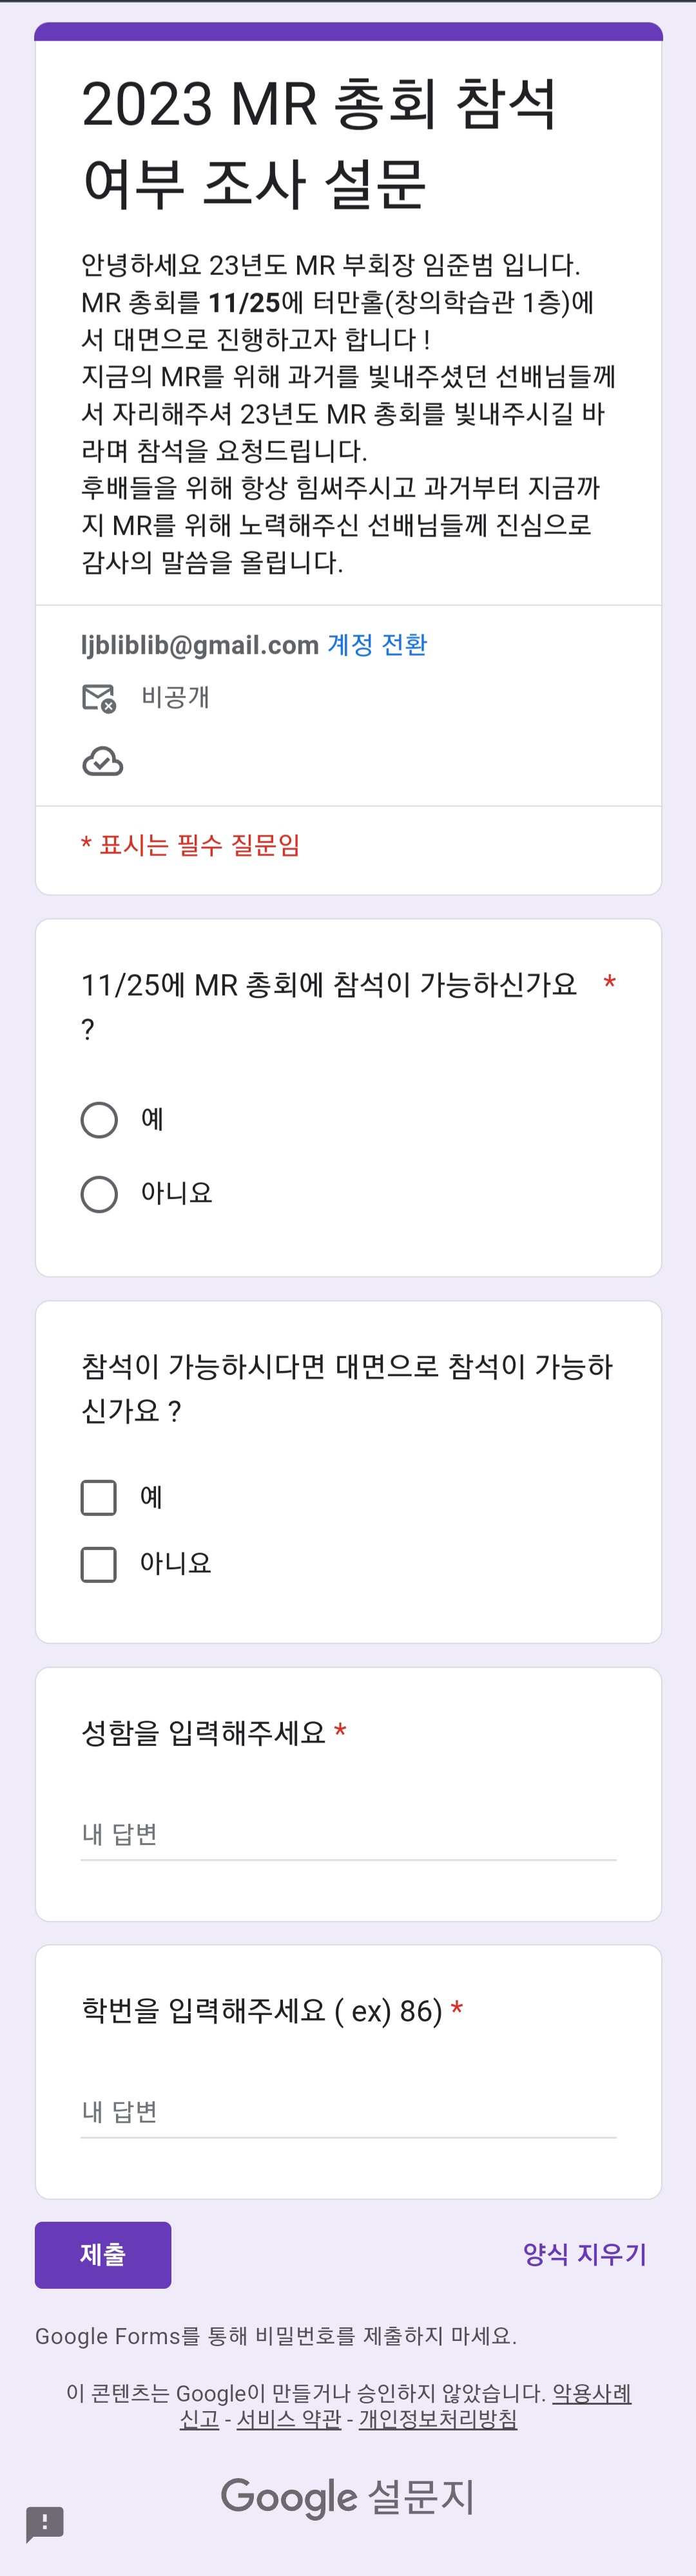 2023 MR 총회 참석
여부 조사 설문
안녕하세요 23년도 MR 부회장 임준범 입니다.
MR 총회를 11/25에 터만홀(창의학습관 1층)에
서 대면으로 진행하고자 합니다 !
지금의 MR를 위해 과거를 빛내주셨던 선배님들께
서 자리해주셔 23년도 MR 총회를 빛내주시길 바
라며 참석을 요청드립니다.
후배들을 위해 항상 힘써주시고 과거부터 지금까
지 MR를 위해 노력해주신 선배님들께 진심으로
감사의 말씀을 올립니다.
ljbliblib@gmail.com 계정 전환
비공개
* 표시는 필수 질문임
11/25에 MR 총회에 참석이 가능하신가요 *
?
예
아니요
참석이 가능하시다면 대면으로 참석이 가능하
신가요 ?
예
아니요
성함을 입력해주세요 *
내 답변
학번을 입력해주세요 ( ex) 86) *
내 답변
제출 양식 지우기
Google Forms를 통해 비밀번호를 제출하지 마세요.
이 콘텐츠는 Google이 만들거나 승인하지 않았습니다. 악용사례
신고 - 서비스 약관 - 개인정보처리방침
Google 설문지